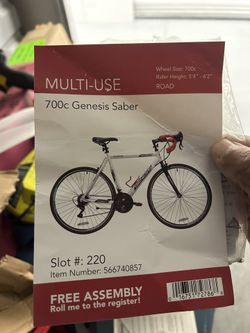 Wheel Size: 700c
Rider Height: 5'4" - 6'2"
MULTI-USE
ROAD
700c Genesis Saber
Slot #: 220
Item Number: 566740857
FREE ASSEMBLY
Roll me to the register!